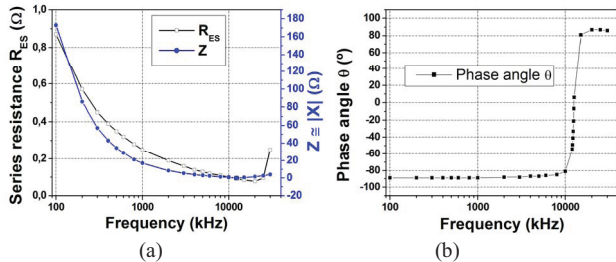 Series resistance R_ES (Ω)
1,0
0,8
0,6
0,4
0,2
0,0
R_ES
Z
180
160
140
120
100
80
60
40
20
0
Z ≅ |X| (Ω)
100
1000
10000
Frequency (kHz)
(a)
(b)
Phase angle θ (º)
80
60
40
20
0
-20
-40
-60
-80
-100
Phase angle θ
100
1000
10000
Frequency (kHz)
(b)